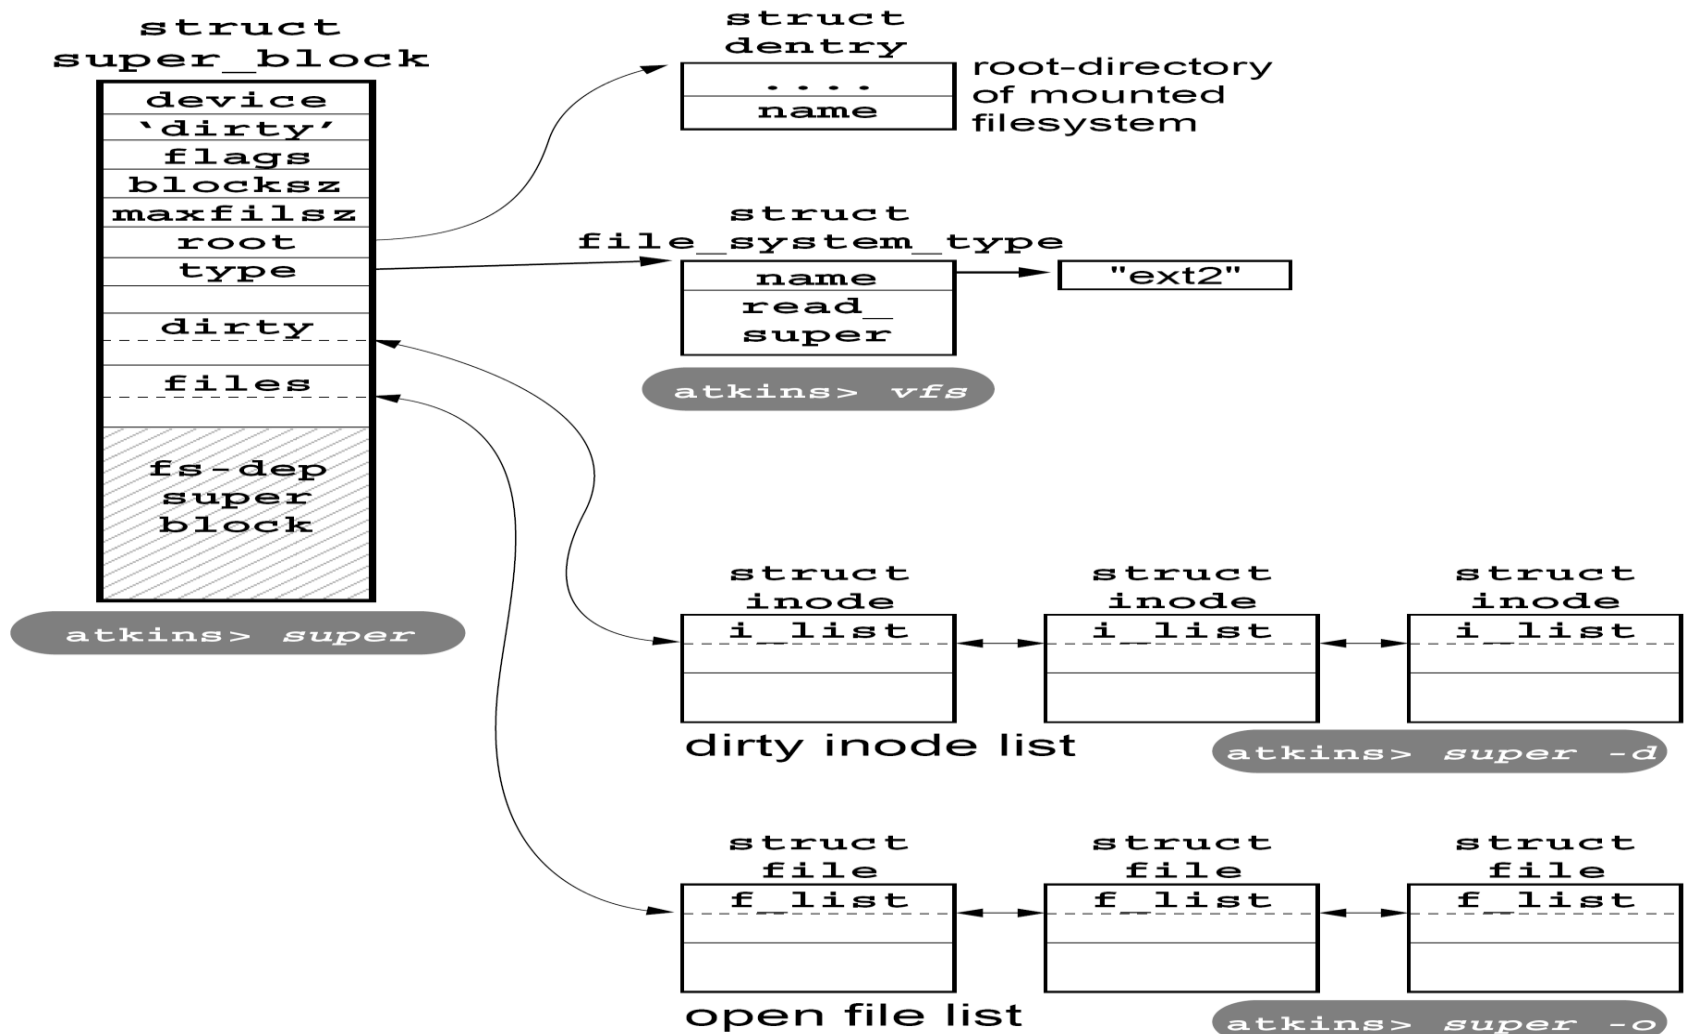 struct
super_block
device
‘dirty’
flags
blocksz
maxfilsz
root
type
dirty
files
fs-dep
super
block
atkins> super
struct
dentry
....
name
root-directory
of mounted
filesystem
struct
file_system_type
name
read_
super
"ext2"
atkins> vfs
struct
inode
i_list
struct
inode
i_list
struct
inode
i_list
dirty inode list
atkins> super -d
struct
file
f_list
struct
file
f_list
struct
file
f_list
open file list
atkins> super -o